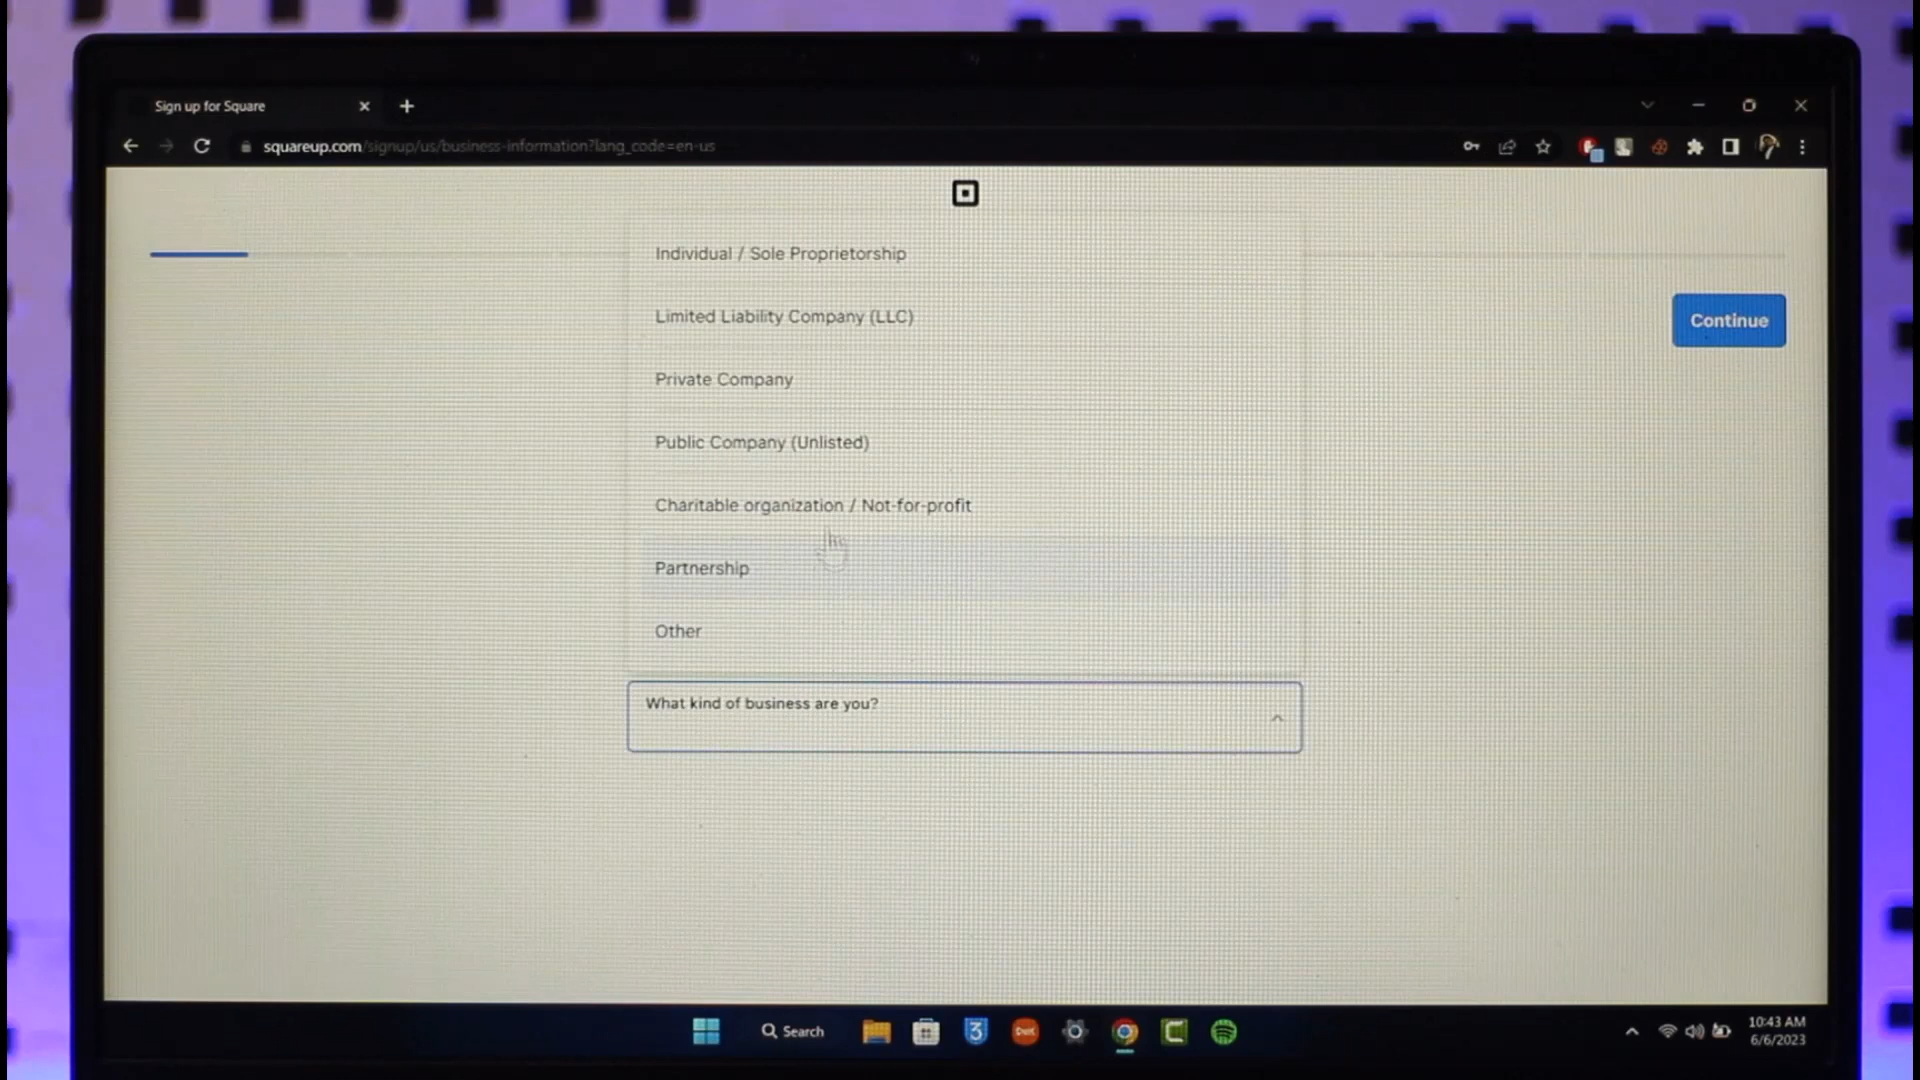 Sign up for Square
squareup.com/signup/us/business-information?lang_code=en-us
Individual / Sole Proprietorship
Limited Liability Company (LLC)
Continue
Private Company
Public Company (Unlisted)
Charitable organization / Not-for-profit
Partnership
Other
What kind of business are you?
Search
3
10:43 AM
6/6/2023